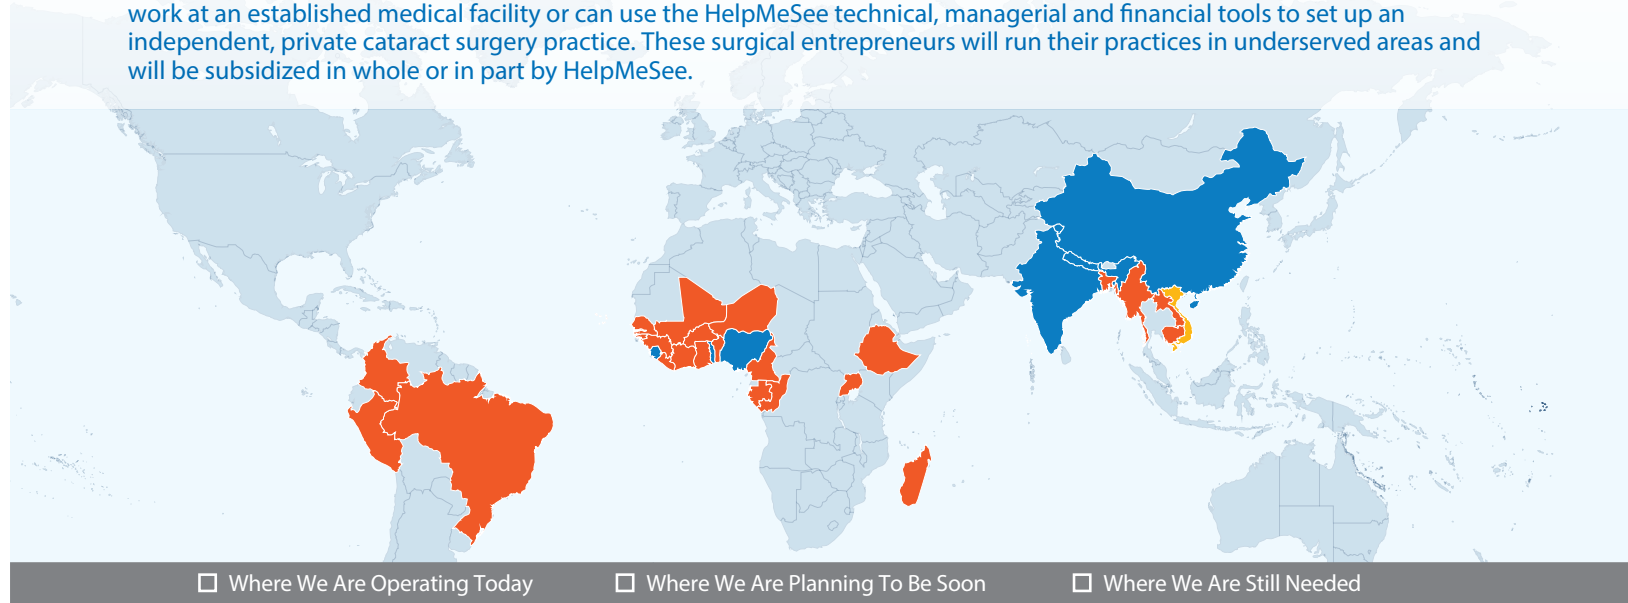 work at an established medical facility or can use the HelpMeSee technical, managerial and financial tools to set up an
independent, private cataract surgery practice. These surgical entrepreneurs will run their practices in underserved areas and
will be subsidized in whole or in part by HelpMeSee.
Where We Are Operating Today
Where We Are Planning To Be Soon
Where We Are Still Needed